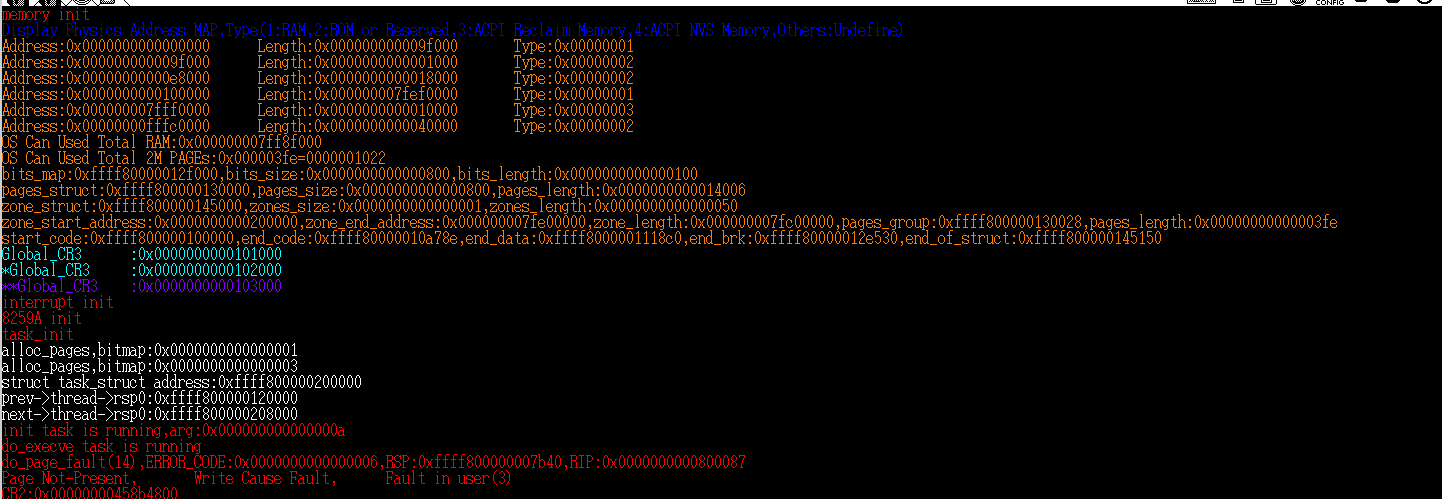 CONFIG
memory init
Display Physics Address MAP,Type(1:RAM,2:ROM or Reserved,3:ACPI Reclaim Memory,4:ACPI NVS Memory,Others:Undefine)
Address:0x0000000000000000 Length:0x000000000009f000 Type:0x00000001
Address:0x000000000009f000 Length:0x0000000000001000 Type:0x00000002
Address:0x00000000000e8000 Length:0x0000000000018000 Type:0x00000002
Address:0x0000000000100000 Length:0x000000007fef0000 Type:0x00000001
Address:0x000000007fff0000 Length:0x0000000000010000 Type:0x00000003
Address:0x00000000fffc0000 Length:0x0000000000040000 Type:0x00000002
OS Can Used Total RAM:0x000000007ff8f000
OS Can Used Total 2M PAGEs:0x000003fe=0000001022
bits_map:0xffff80000012f000,bits_size:0x0000000000000800,bits_length:0x0000000000000100
pages_struct:0xffff800000130000,pages_size:0x0000000000000800,pages_length:0x0000000000014006
zone_struct:0xffff800000145000,zones_size:0x0000000000000001,zones_length:0x0000000000000050
zone_start_address:0x0000000000200000,zone_end_address:0x000000007fe00000,zone_length:0x000000007fc00000,pages_group:0xffff800000130028,pages_length:0x00000000000003fe
start_code:0xffff800000100000,end_code:0xffff80000010a78e,end_data:0xffff8000001118c0,end_brk:0xffff80000012e530,end_of_struct:0xffff800000145150
Global_CR3 :0x0000000000101000
*Global_CR3 :0x0000000000102000
**Global_CR3 :0x0000000000103000
interrupt init
8259A init
task_init
alloc_pages,bitmap:0x0000000000000001
alloc_pages,bitmap:0x0000000000000003
struct task_struct address:0xffff800000200000
prev->thread->rsp0:0xffff800000120000
next->thread->rsp0:0xffff800000208000
init task is running,arg:0x000000000000000a
do_execve task is running
do_page_fault(14),ERROR_CODE:0x0000000000000006,RSP:0xffff800000007b40,RIP:0x0000000000800087
Page Not-Present, Write Cause Fault, Fault in user(3)
CR2:0x00000000458b4800